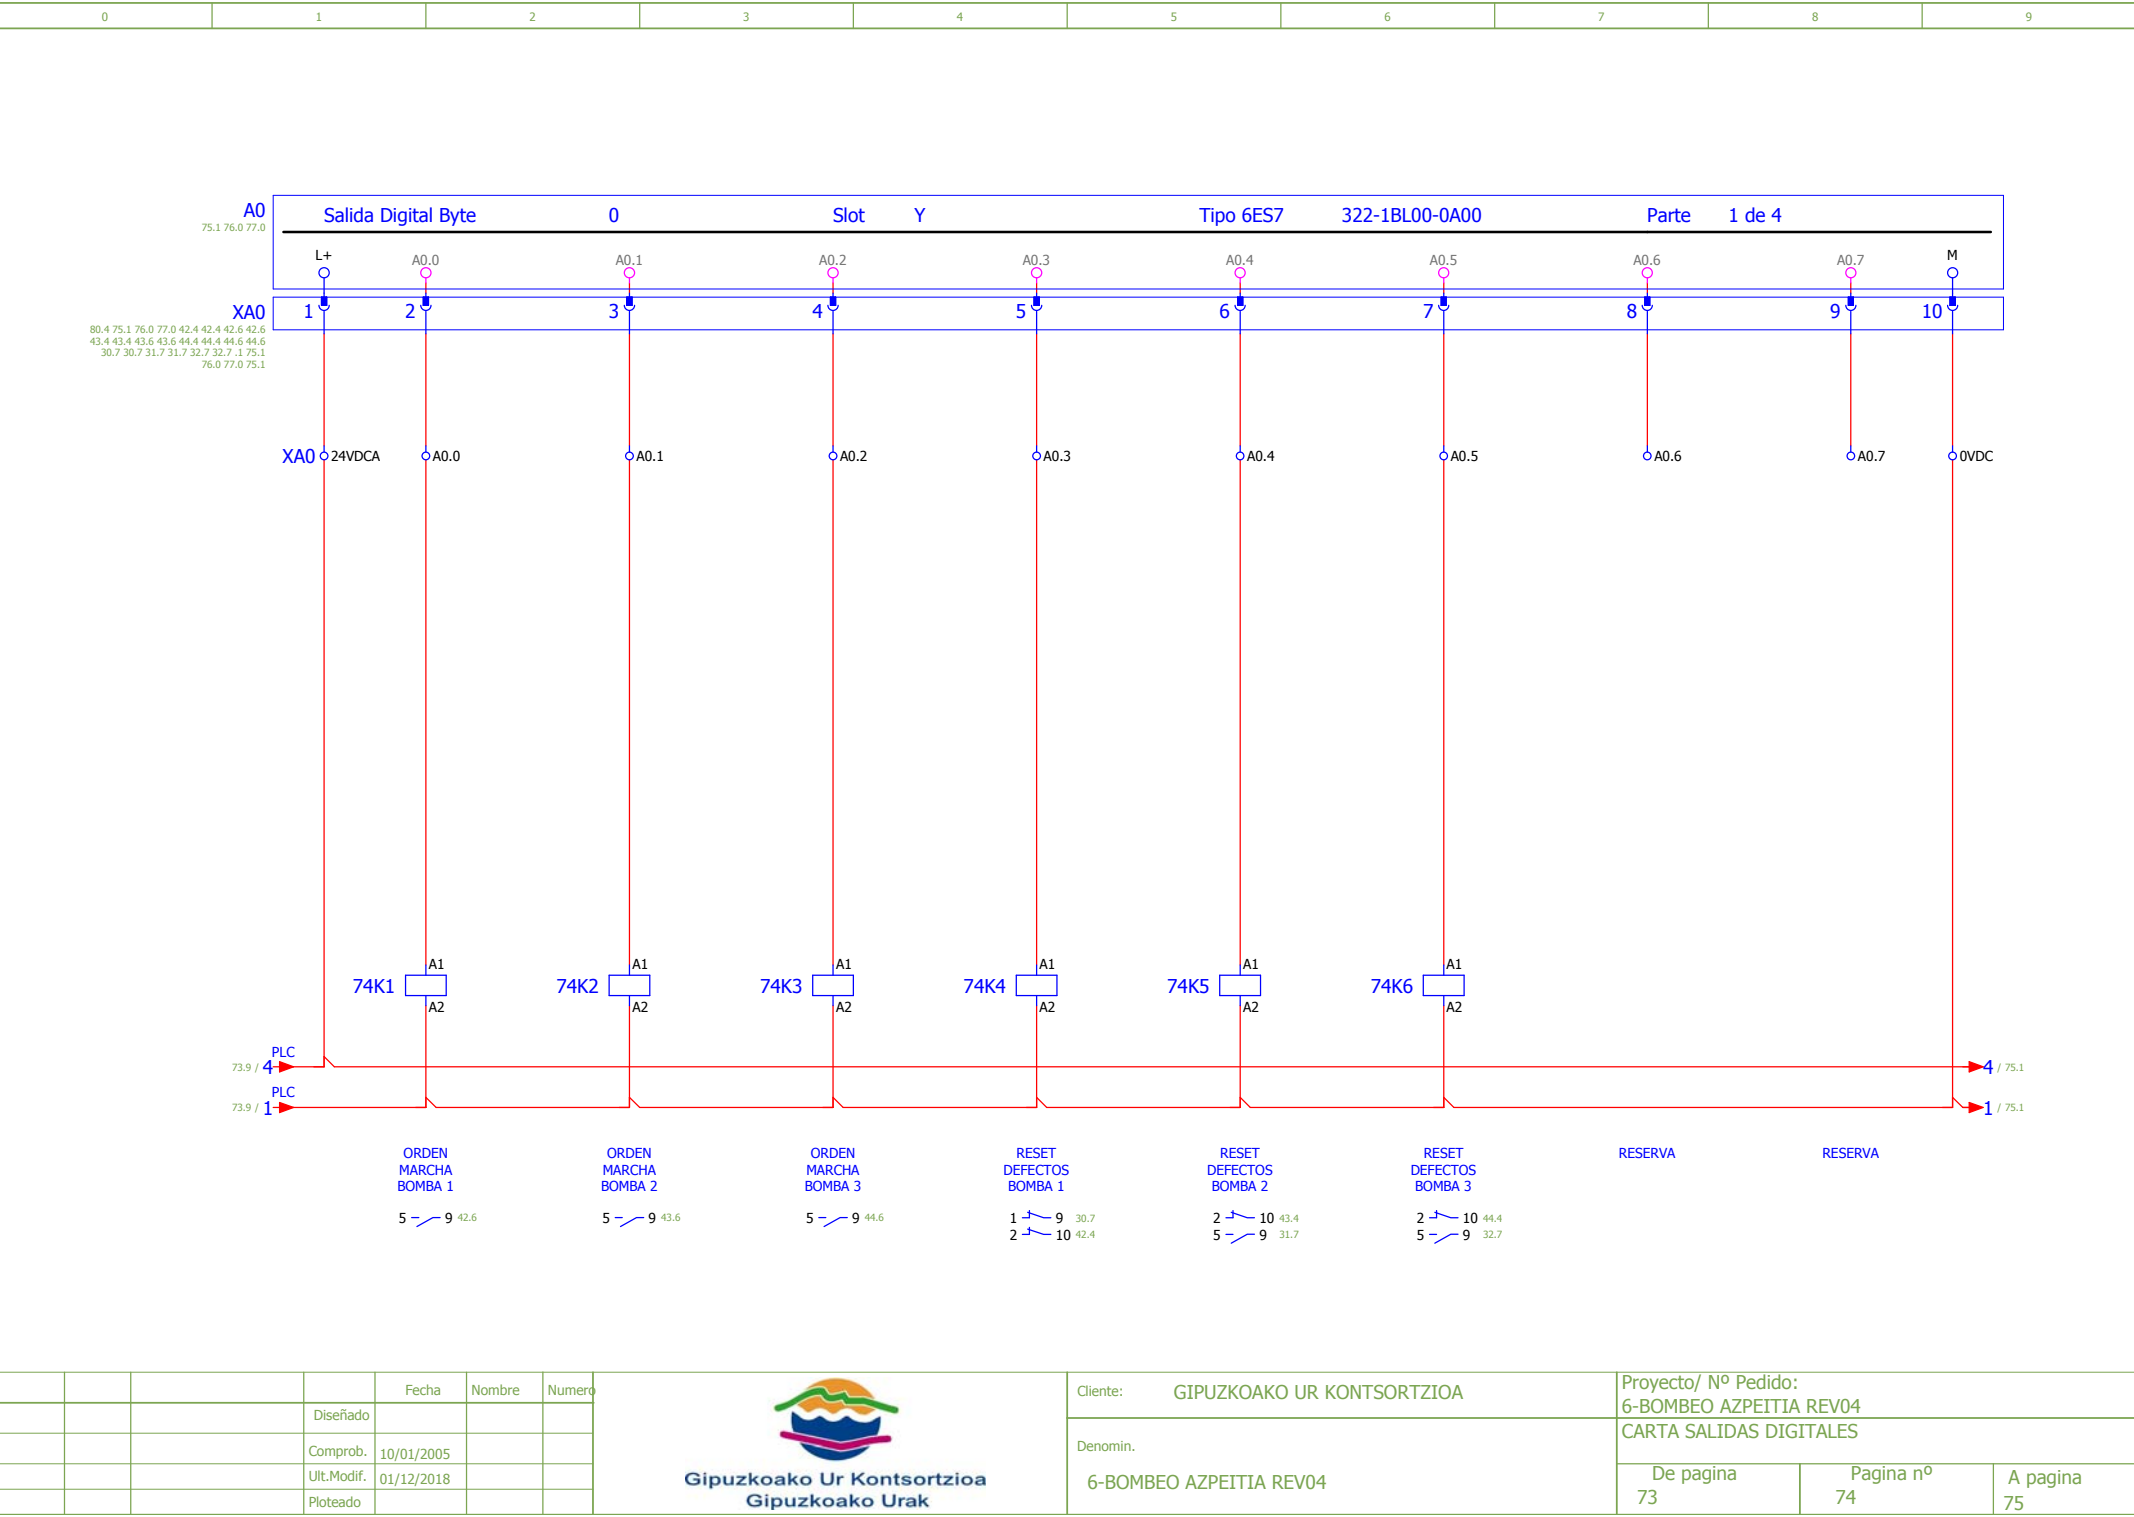 0 1 2 3 4 5 6 7 8 9
A0 Salida Digital Byte 0 Slot Y Tipo 6ES7 322-1BL00-0A00 Parte 1 de 4
75.1 76.0 77.0
L+ A0.0 A0.1 A0.2 A0.3 A0.4 A0.5 A0.6 A0.7 M
XA0 1 2 3 4 5 6 7 8 9 10
80.4 75.1 76.0 77.0 42.4 42.4 42.6 42.6
43.4 43.4 43.6 43.6 44.4 44.4 44.6 44.6
30.7 30.7 31.7 31.7 32.7 32.7 .1 75.1
76.0 77.0 75.1
XA0 24VDCA A0.0 A0.1 A0.2 A0.3 A0.4 A0.5 A0.6 A0.7 0VDC
A1 A1 A1 A1 A1 A1
74K1 74K2 74K3 74K4 74K5 74K6
A2 A2 A2 A2 A2 A2
PLC
73.9 / 4 4 / 75.1
PLC
73.9 / 1 1 / 75.1
ORDEN ORDEN ORDEN RESET RESET RESET RESERVA RESERVA
MARCHA MARCHA MARCHA DEFECTOS DEFECTOS DEFECTOS
BOMBA 1 BOMBA 2 BOMBA 3 BOMBA 1 BOMBA 2 BOMBA 3
5 9 42.6 5 9 43.6 5 9 44.6 1 9 30.7 2 10 43.4 2 10 44.4
2 10 42.4 5 9 31.7 5 9 32.7
Fecha Nombre Numero
Diseñado
Comprob. 10/01/2005
Ult.Modif. 01/12/2018
Ploteado
Gipuzkoako Ur Kontsortzioa
Gipuzkoako Urak
Cliente: GIPUZKOAKO UR KONTSORTZIOA
Denomin.
6-BOMBEO AZPEITIA REV04
Proyecto/ Nº Pedido:
6-BOMBEO AZPEITIA REV04
CARTA SALIDAS DIGITALES
De pagina Pagina nº A pagina
73 74 75